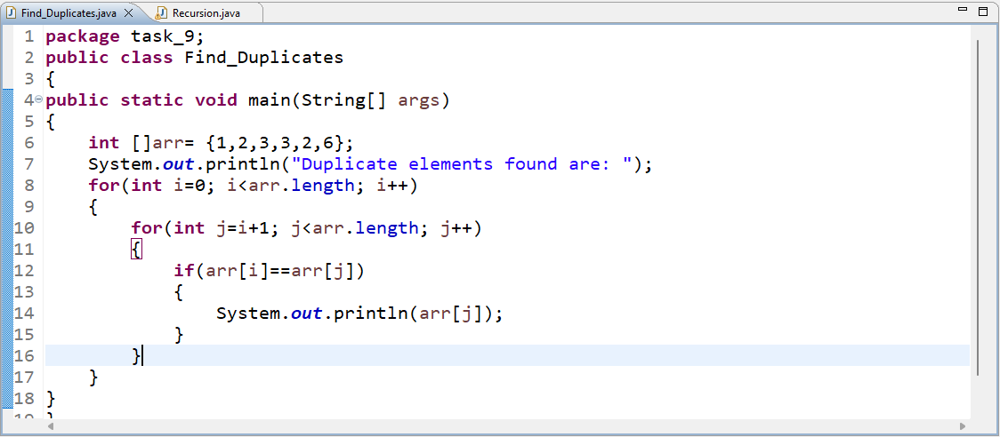 Find_Duplicates.java Recursion.java
1 package task_9;
2 public class Find_Duplicates
3 {
4 public static void main(String[] args)
5 {
6     int []arr= {1,2,3,3,2,6};
7     System.out.println("Duplicate elements found are: ");
8     for(int i=0; i<arr.length; i++)
9     {
10         for(int j=i+1; j<arr.length; j++)
11         {
12             if(arr[i]==arr[j])
13             {
14                 System.out.println(arr[j]);
15             }
16         }
17     }
18 }
19 }